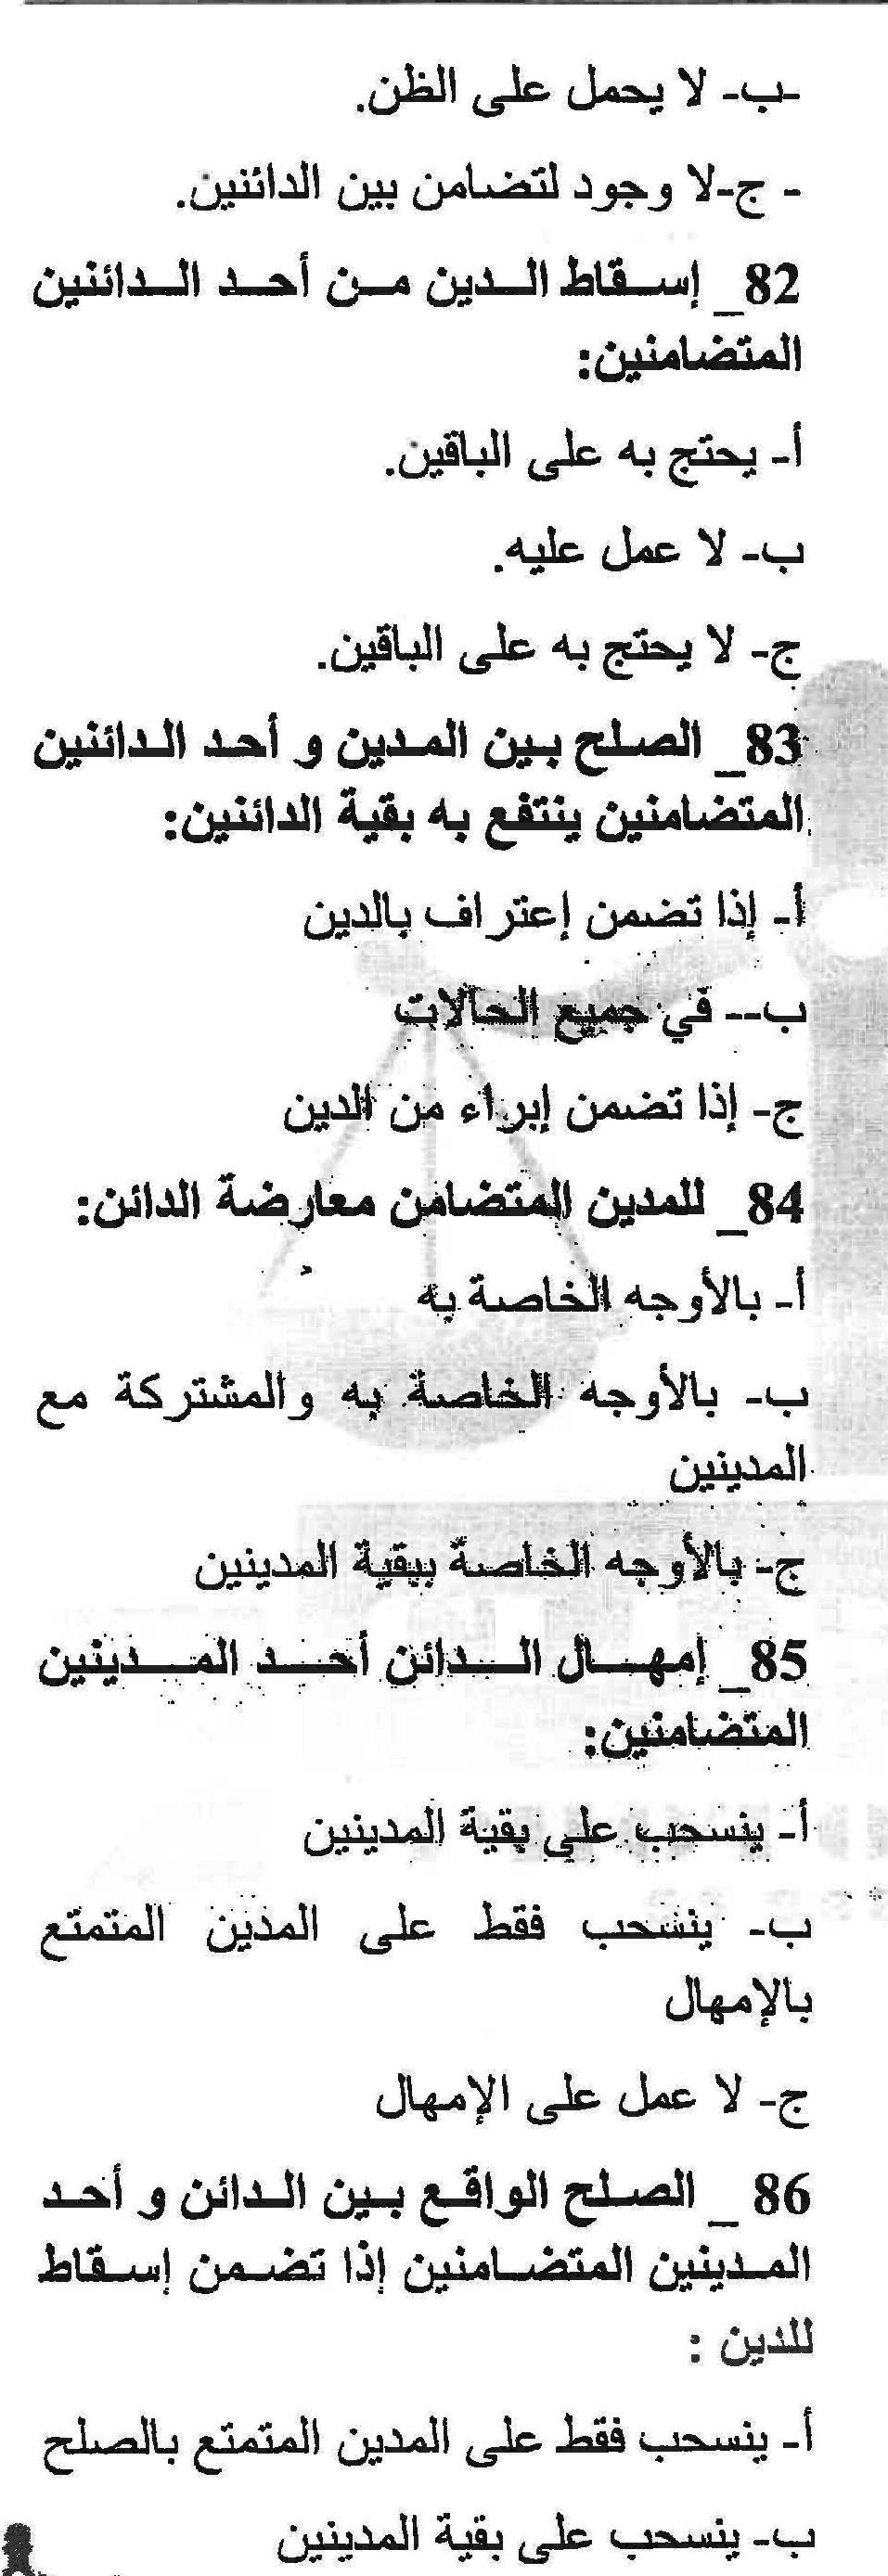 -ب- لا يحمل على الظن.
- ج-لا وجود لتضامن بين الدائنين.
82_ إسقاط الدين من أحد الدائنين
المتضامنين:
أ- يحتج به على الباقين.
ب- لا عمل عليه.
ج- لا يحتج به على الباقين.
83_ الصلح بين المدين و أحد الدائنين
المتضامنين ينتفع به بقية الدائنين:
أ- إذا تضمن إعتراف بالدين
ب-- في جميع الحالات
ج- إذا تضمن إبراء من الدين
84_ للمدين المتضامن معارضة الدائن:
أ- بالأوجه الخاصة به
ب- بالأوجه الخاصة به والمشتركة مع
المدينين
ج- بالأوجه الخاصة ببقية المدينين
85_ إمهال الدائن أحد المدينين
المتضامنين:
أ- ينسحب على بقية المدينين
ب- ينسحب فقط على المدين المتمتع
بالإمهال
ج- لا عمل على الإمهال
86 _ الصلح الواقع بين الدائن و أحد
المدينين المتضامنين إذا تضمن إسقاط
للدين :
أ- ينسحب فقط على المدين المتمتع بالصلح
ب- ينسحب على بقية المدينين